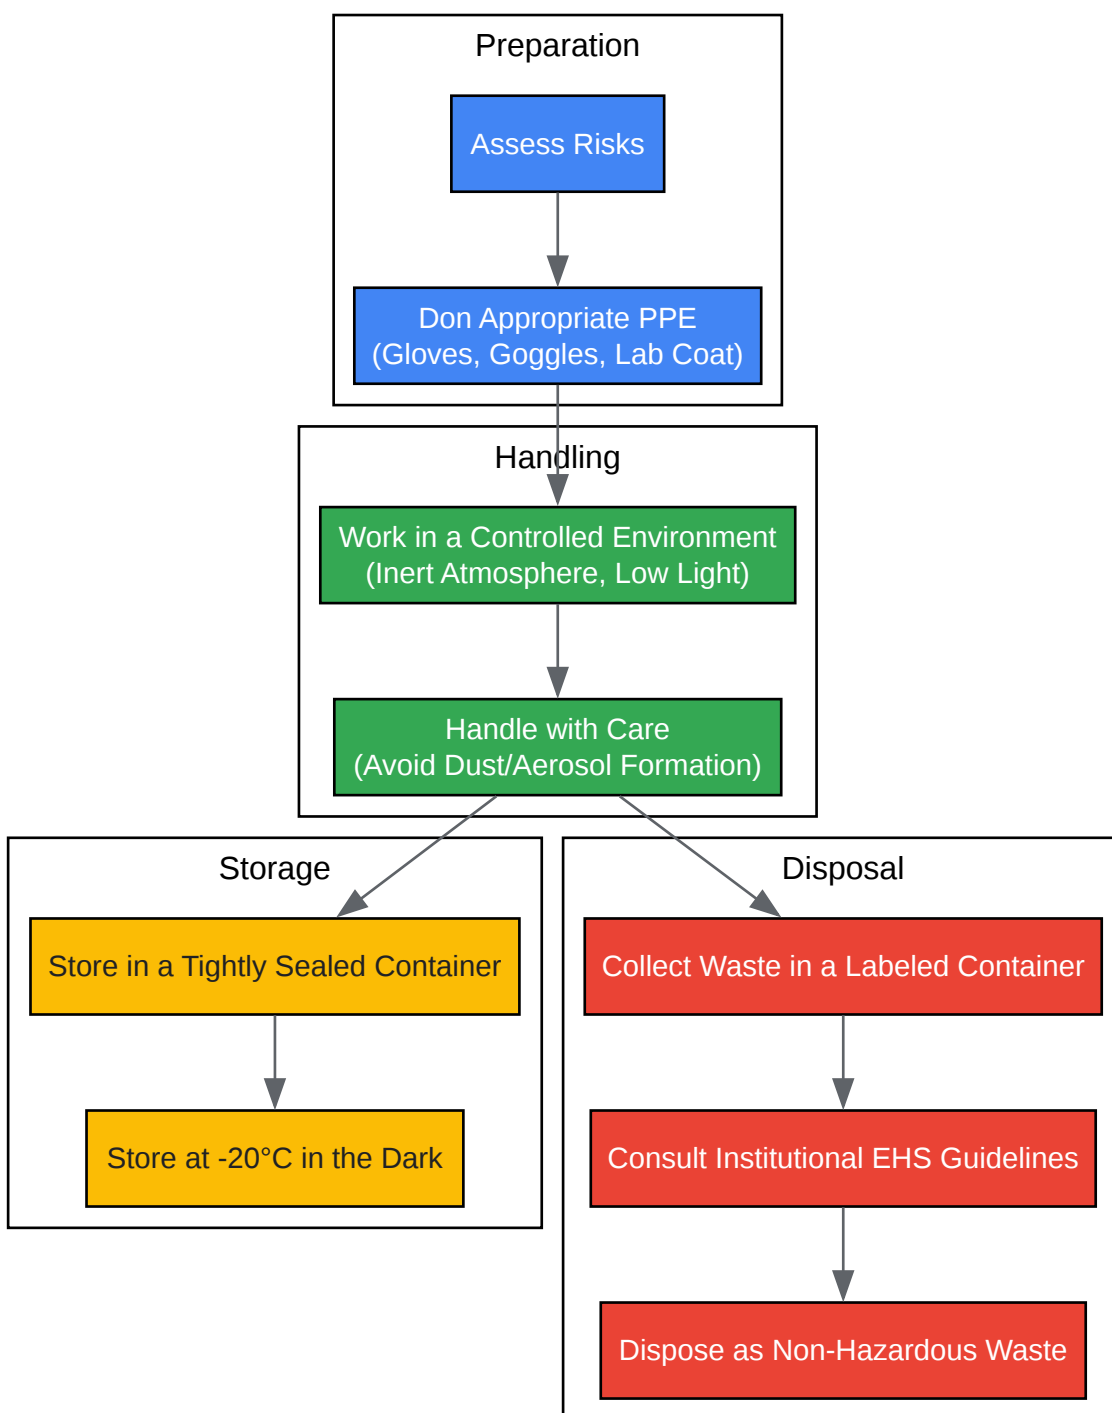 Preparation
Assess Risks
Don Appropriate PPE
(Gloves, Goggles, Lab Coat)
Handling
Work in a Controlled Environment
(Inert Atmosphere, Low Light)
Handle with Care
(Avoid Dust/Aerosol Formation)
Storage
Store in a Tightly Sealed Container
Store at -20°C in the Dark
Disposal
Collect Waste in a Labeled Container
Consult Institutional EHS Guidelines
Dispose as Non-Hazardous Waste